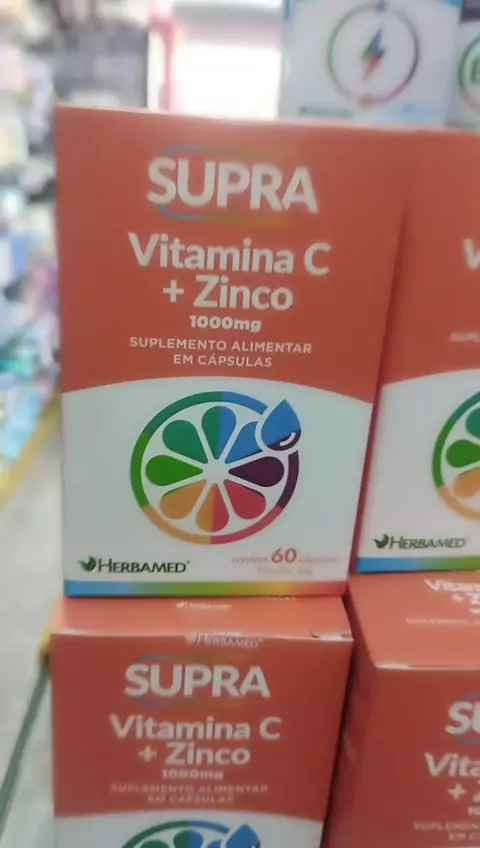 SUPRA
Vitamina C
+ Zinco
1000mg
SUPLEMENTO ALIMENTAR
EM CÁPSULAS
HERBAMED
contém 60 cápsulas
HERBAMED
HERBAMED
SUPRA
Vitamina C
+ Zinco
1000mg
SUPLEMENTO ALIMENTAR
EM CÁPSULAS